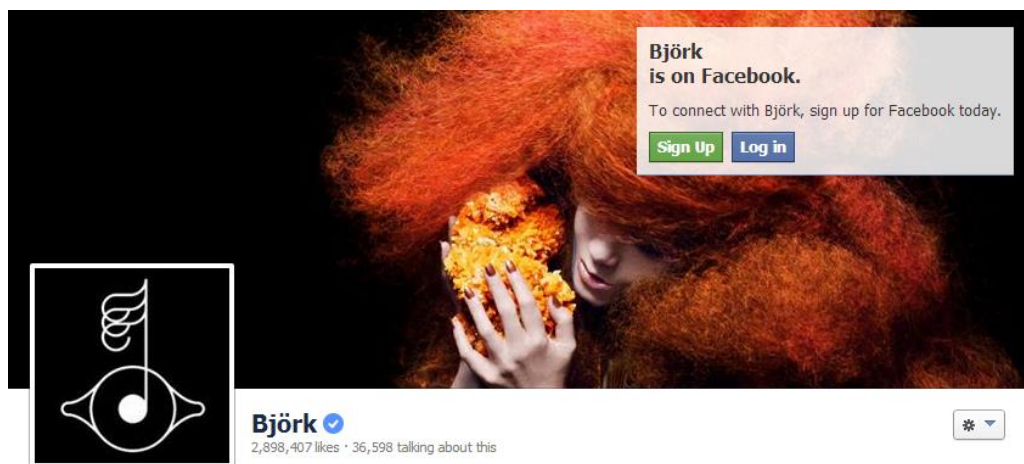 Björk
is on Facebook.
To connect with Björk, sign up for Facebook today.
Sign Up Log in
Björk
2,898,407 likes · 36,598 talking about this